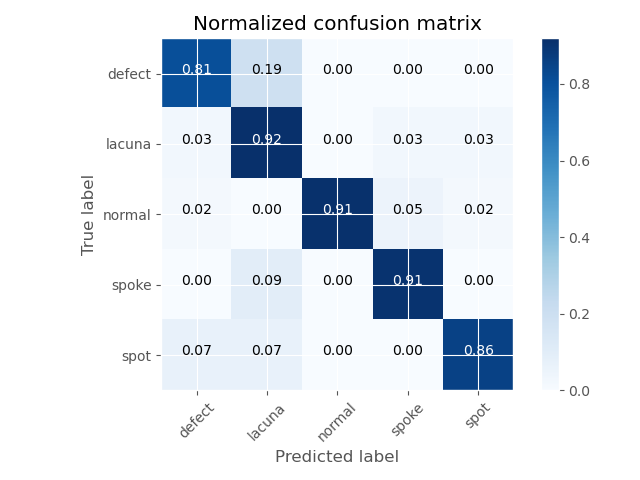 Normalized confusion matrix
defect 0.81 0.19 0.00 0.00 0.00
lacuna 0.03 0.92 0.00 0.03 0.03
normal 0.02 0.00 0.91 0.05 0.02
spoke 0.00 0.09 0.00 0.91 0.00
spot 0.07 0.07 0.00 0.00 0.86
defect lacuna normal spoke spot
True label
Predicted label
0.8
0.6
0.4
0.2
0.0